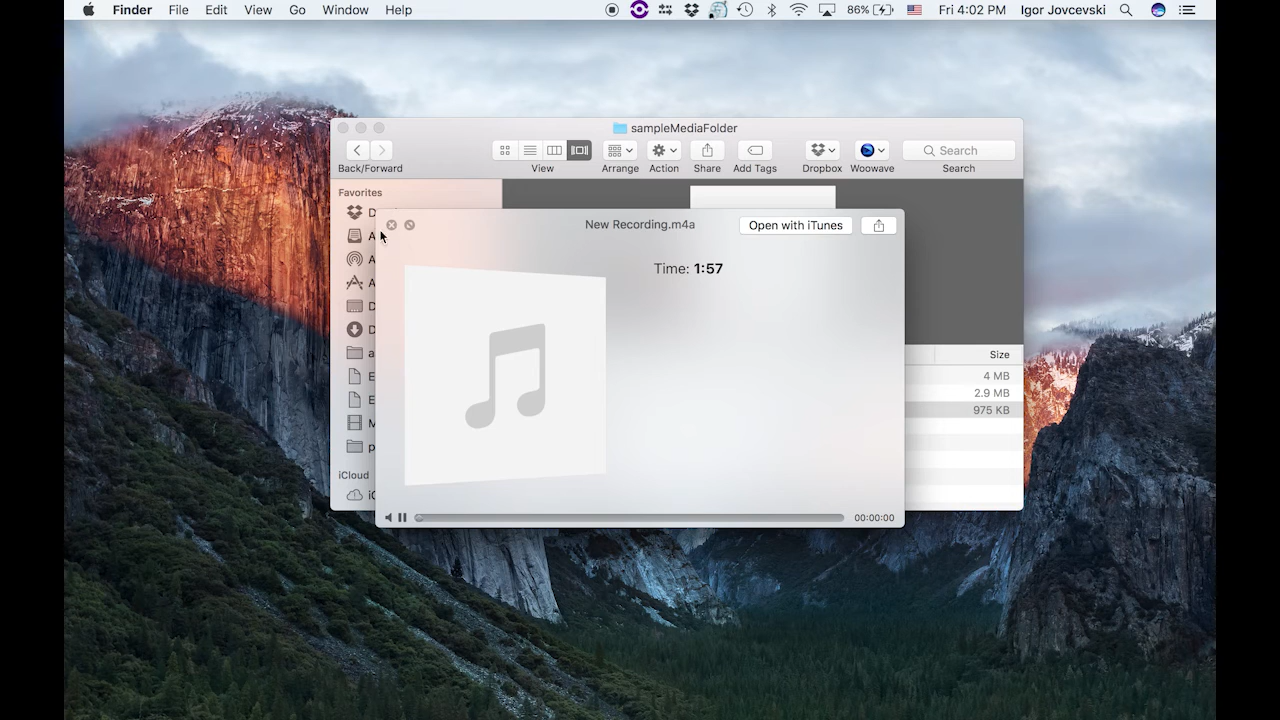 Finder File Edit View Go Window Help 86% Fri 4:02 PM Igor Jovcevski
sampleMediaFolder
Search
Back/Forward View Arrange Action Share Add Tags Dropbox Woowave Search
Favorites
New Recording.m4a Open with iTunes
Time: 1:57
Size
4 MB
2.9 MB
975 KB
iCloud
00:00:00